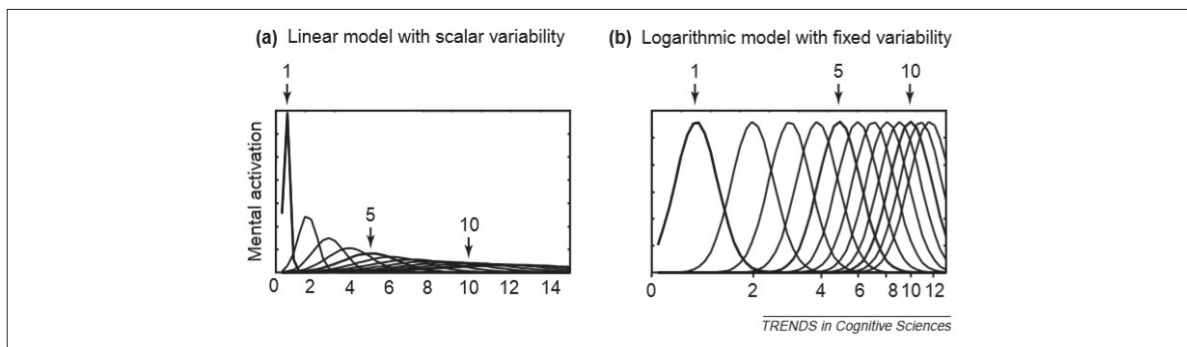 (a) Linear model with scalar variability
(b) Logarithmic model with fixed variability
1
5
10
Mental activation
0 2 4 6 8 10 12 14
1 5 10
0 2 4 6 8 10 12
TRENDS in Cognitive Sciences